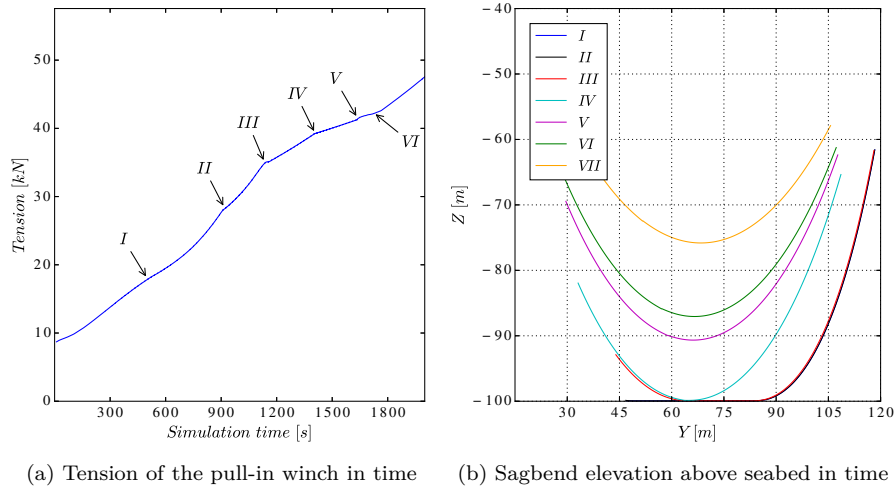 Tension [kN]
50
40
30
20
10
0
I
II
III
IV
V
VI
300 600 900 1200 1500 1800
Simulation time [s]
(a) Tension of the pull-in winch in time
Z [m]
−40
−50
−60
−70
−80
−90
−100
I
II
III
IV
V
VI
VII
30 45 60 75 90 105 120
Y [m]
(b) Sagbend elevation above seabed in time